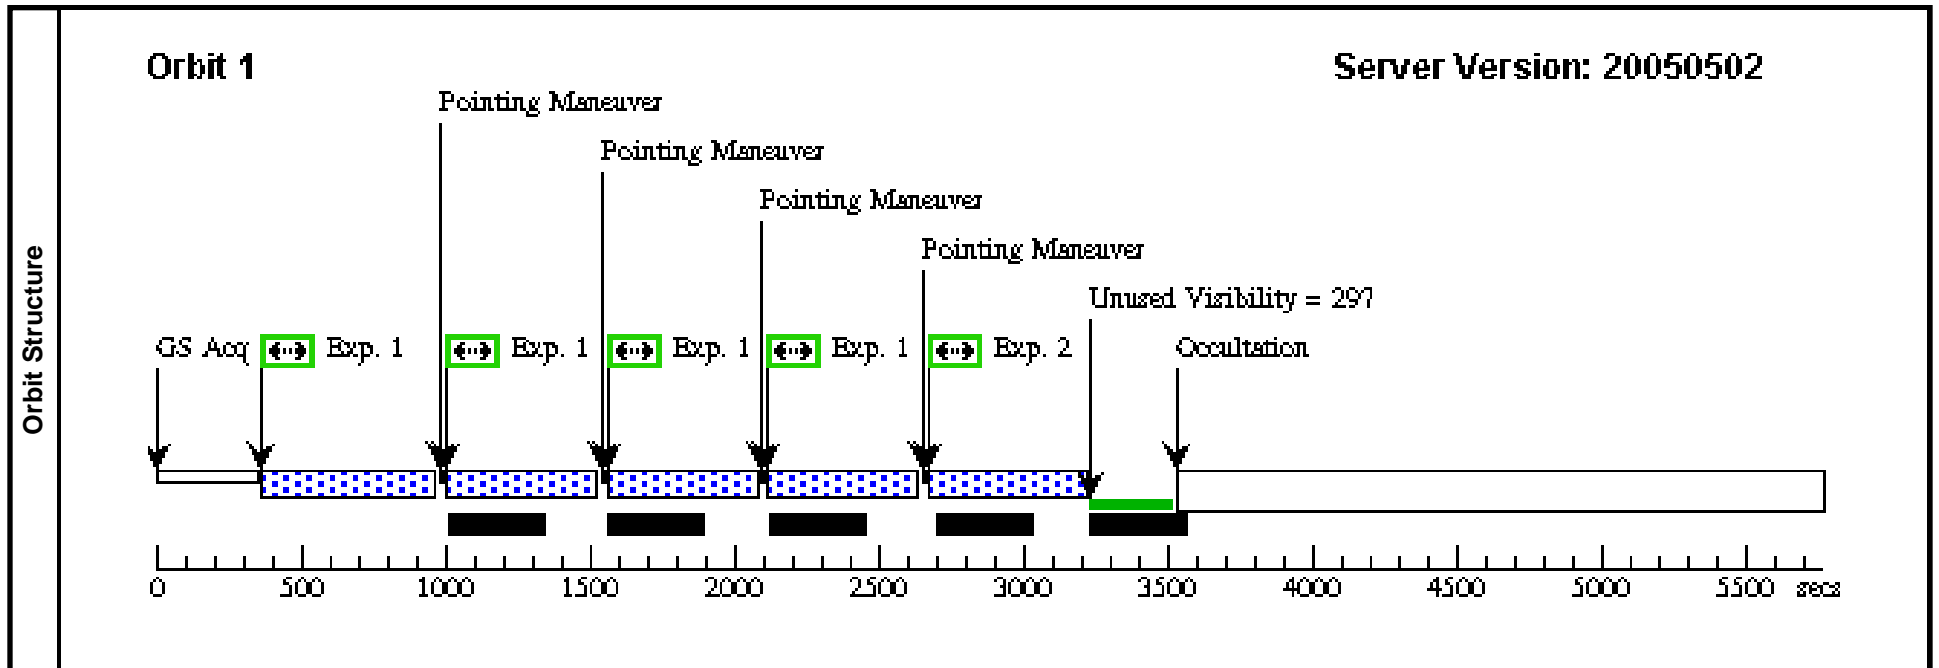 Orbit Structure
Orbit 1 Server Version: 20050502
Pointing Maneuver
Pointing Maneuver
Pointing Maneuver
Pointing Maneuver
Unused Visibility = 297
GS Acq Exp. 1 Exp. 1 Exp. 1 Exp. 1 Exp. 2 Occultation
0 500 1000 1500 2000 2500 3000 3500 4000 4500 5000 5500 secs